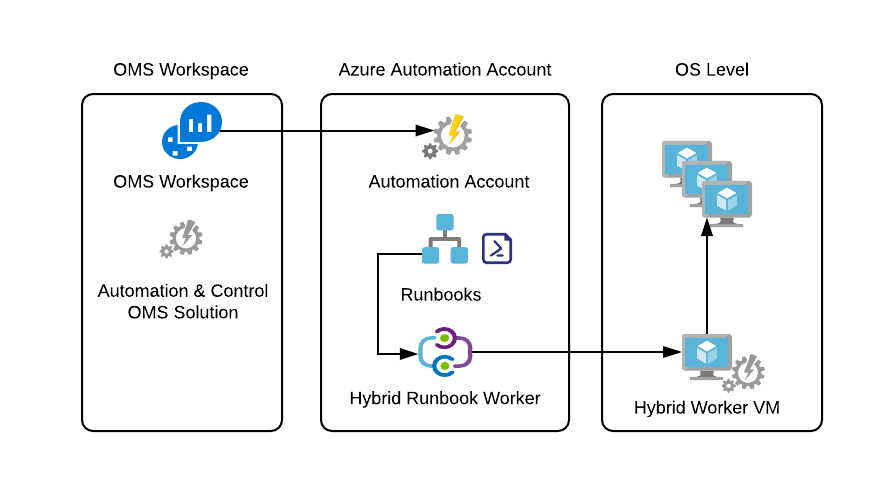 OMS Workspace
Azure Automation Account
OS Level
OMS Workspace
Automation & Control
OMS Solution
Automation Account
Runbooks
Hybrid Runbook Worker
Hybrid Worker VM